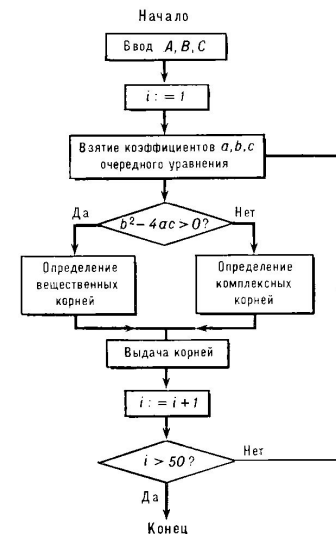 Начало
Ввод A, B, C
i := 1
Взятие коэффициентов a, b, c
очередного уравнения
Да
b² – 4ac > 0?
Нет
Определение
вещественных
корней
Определение
комплексных
корней
Выдача корней
i := i + 1
i > 50?
Нет
Да
Конец